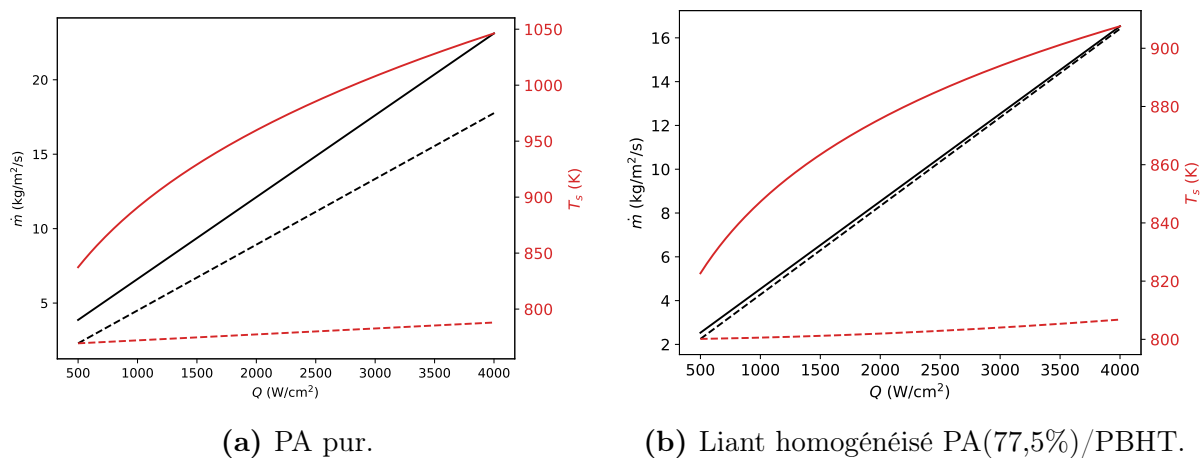 20
15
10
5
ṁ (kg/m²/s)
1050
1000
950
900
850
800
T_s (K)
500 1000 1500 2000 2500 3000 3500 4000
Q (W/cm²)
(a) PA pur.
16
14
12
10
8
6
4
2
ṁ (kg/m²/s)
900
880
860
840
820
800
T_s (K)
500 1000 1500 2000 2500 3000 3500 4000
Q (W/cm²)
(b) Liant homogénéisé PA(77,5%)/PBHT.